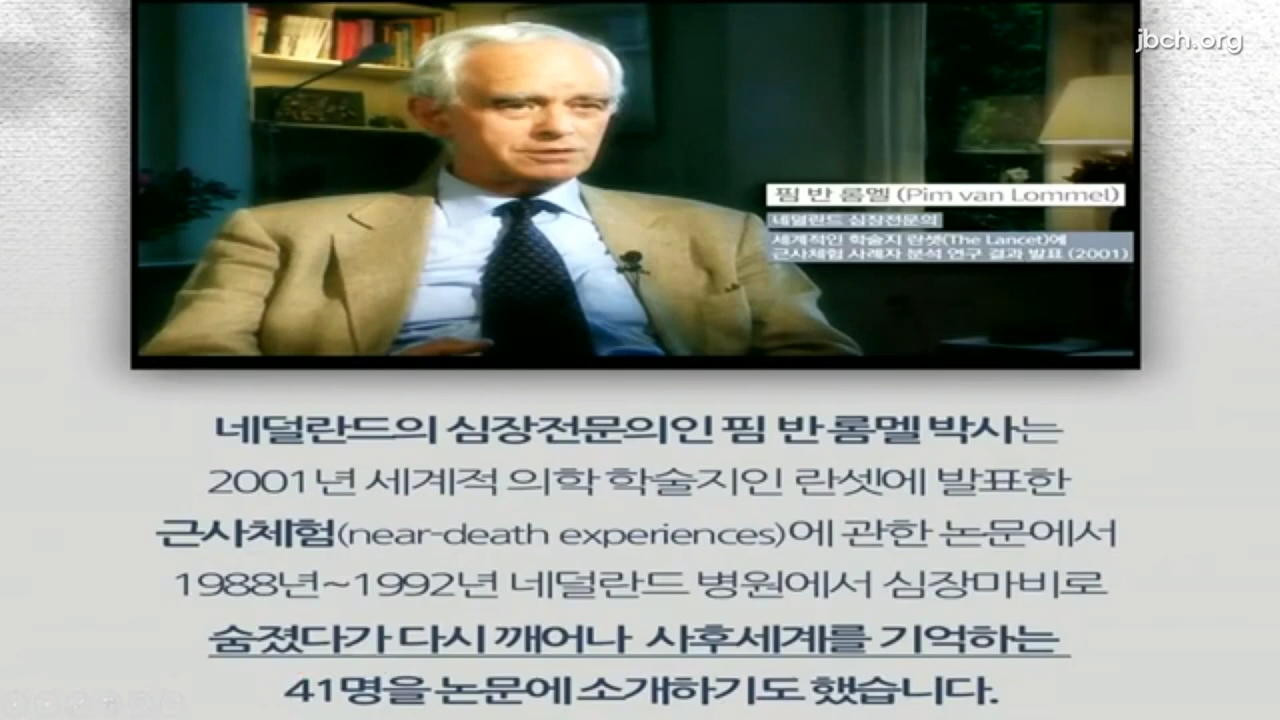 jbch.org
핌 반 롬멜 (Pim van Lommel)
네덜란드 심장전문의
세계적인 학술지 란셋(The Lancet)에
근사체험 사례자 분석 연구 결과 발표 (2001)
네덜란드의 심장전문의인 핌 반 롬멜 박사는
2001년 세계적 의학 학술지인 란셋에 발표한
근사체험(near-death experiences)에 관한 논문에서
1988년~1992년 네덜란드 병원에서 심장마비로
숨졌다가 다시 깨어나 사후세계를 기억하는
41명을 논문에 소개하기도 했습니다.